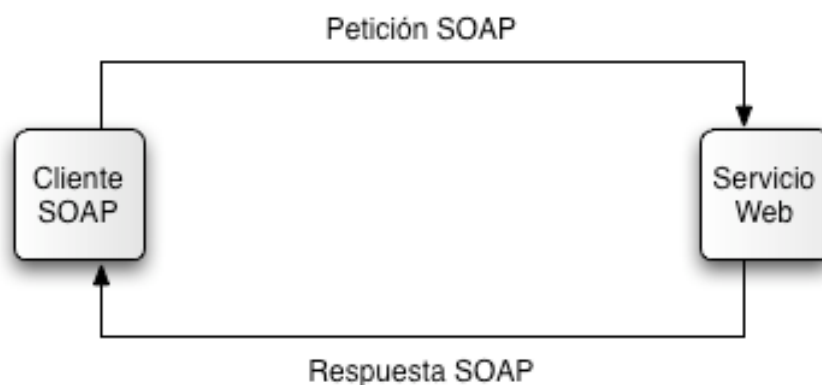 Petición SOAP
Cliente
SOAP
Servicio
Web
Respuesta SOAP